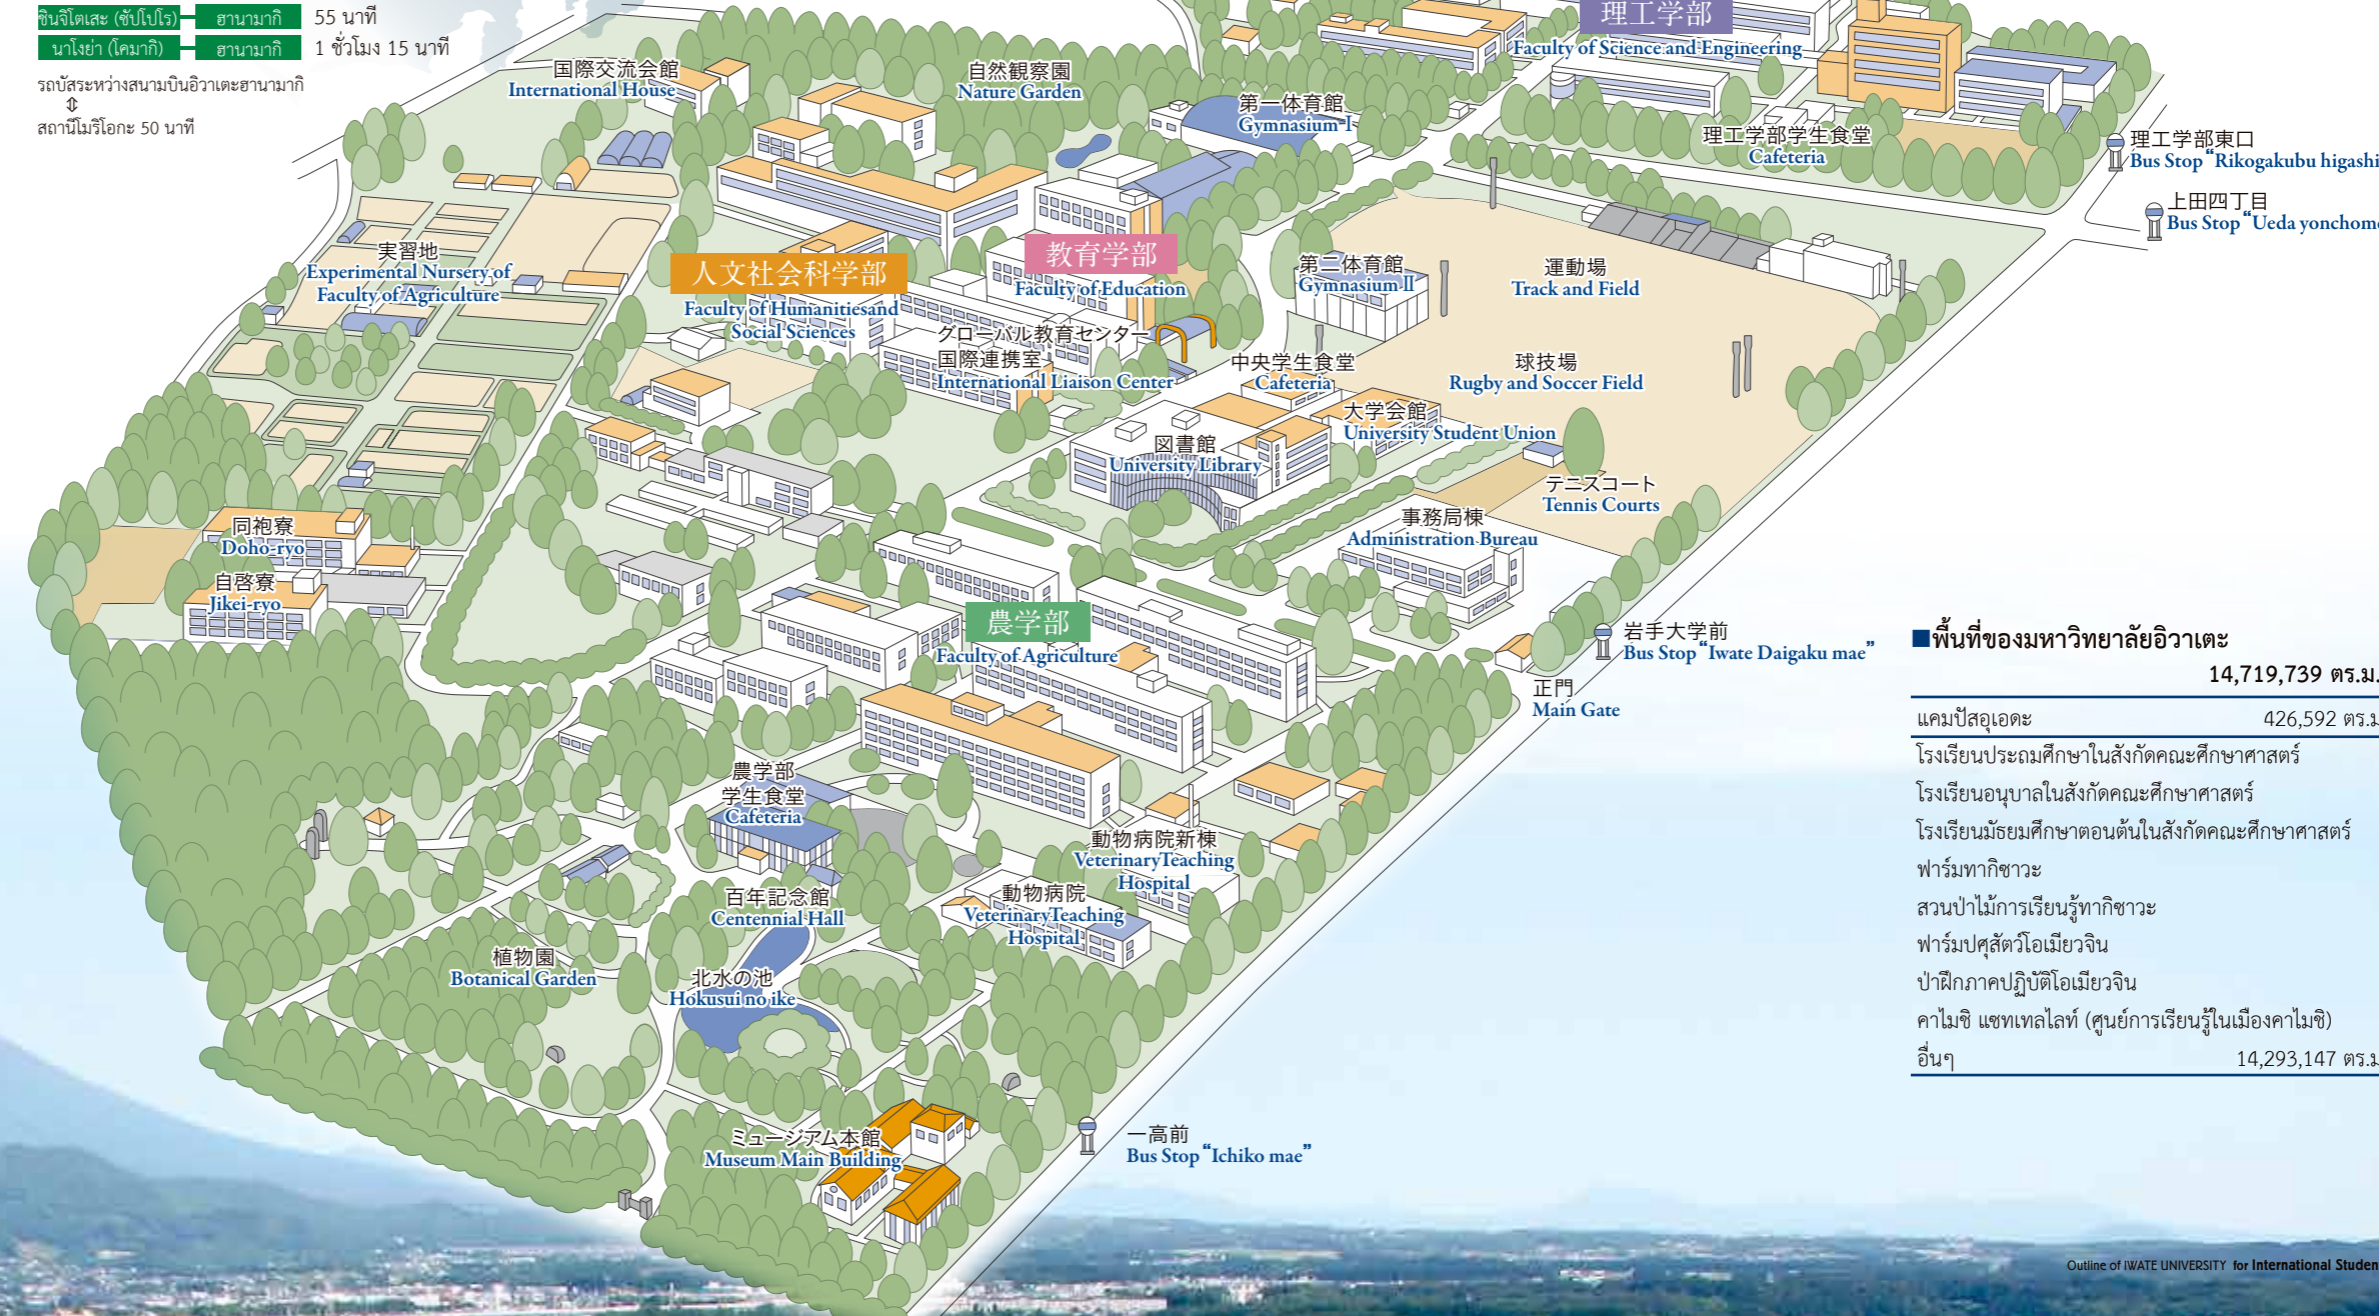 ชินจิโตเสะ (ซัปโปโร) ฮานามากิ 55 นาที
นาโงย่า (โคมากิ) ฮานามากิ 1 ชั่วโมง 15 นาที
รถบัสระหว่างสนามบินอิวาเตะฮานามากิ
⇕
สถานีโมริโอกะ 50 นาที
理工学部
Faculty of Science and Engineering
国際交流会館
International House
自然観察園
Nature Garden
第一体育館
Gymnasium I
理工学部学生食堂
Cafeteria
理工学部東口
Bus Stop “Rikogakubu higashi
上田四丁目
Bus Stop “Ueda yonchome
実習地
Experimental Nursery of
Faculty of Agriculture
人文社会科学部
Faculty of Humanitiesand
Social Sciences
教育学部
Faculty of Education
第二体育館
Gymnasium II
運動場
Track and Field
グローバル教育センター
国際連携室
International Liaison Center
中央学生食堂
Cafeteria
球技場
Rugby and Soccer Field
大学会館
University Student Union
図書館
University Library
テニスコート
Tennis Courts
事務局棟
Administration Bureau
同袍寮
Doho-ryo
自啓寮
Jikei-ryo
農学部
Faculty of Agriculture
岩手大学前
Bus Stop “Iwate Daigaku mae”
正門
Main Gate
農学部
学生食堂
Cafeteria
動物病院新棟
VeterinaryTeaching
Hospital
動物病院
VeterinaryTeaching
Hospital
百年記念館
Centennial Hall
植物園
Botanical Garden
北水の池
Hokusui no ike
ミュージアム本館
Museum Main Building
一高前
Bus Stop “Ichiko mae”
■พื้นที่ของมหาวิทยาลัยอิวาเตะ
14,719,739 ตร.ม.
แคมปัสอุเอดะ 426,592 ตร.ม
โรงเรียนประถมศึกษาในสังกัดคณะศึกษาศาสตร์
โรงเรียนอนุบาลในสังกัดคณะศึกษาศาสตร์
โรงเรียนมัธยมศึกษาตอนต้นในสังกัดคณะศึกษาศาสตร์
ฟาร์มทากิซาวะ
สวนป่าไม้การเรียนรู้ทากิซาวะ
ฟาร์มปศุสัตว์โอเมียวจิน
ป่าฝึกภาคปฏิบัติโอเมียวจิน
คาไมชิ แซทเทลไลท์ (ศูนย์การเรียนรู้ในเมืองคาไมชิ)
อื่นๆ 14,293,147 ตร.ม
Outline of IWATE UNIVERSITY for International Studen